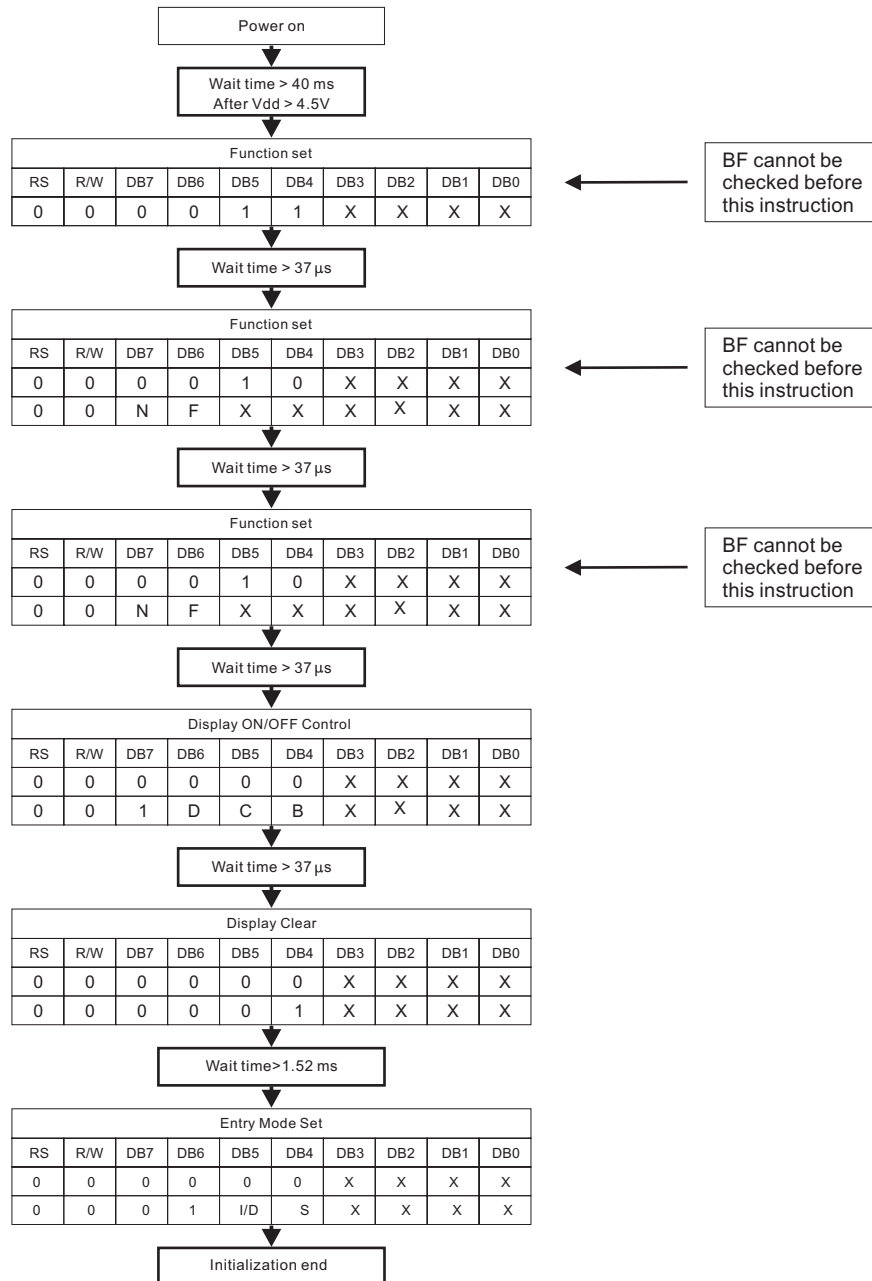 Power on
Wait time > 40 ms
After Vdd > 4.5V
Function set
RS R/W DB7 DB6 DB5 DB4 DB3 DB2 DB1 DB0
0 0 0 0 1 1 X X X X
BF cannot be
checked before
this instruction
Wait time > 37 μs
Function set
RS R/W DB7 DB6 DB5 DB4 DB3 DB2 DB1 DB0
0 0 0 0 1 0 X X X X
0 0 N F X X X X X X
BF cannot be
checked before
this instruction
Wait time > 37 μs
Function set
RS R/W DB7 DB6 DB5 DB4 DB3 DB2 DB1 DB0
0 0 0 0 1 0 X X X X
0 0 N F X X X X X X
BF cannot be
checked before
this instruction
Wait time > 37 μs
Display ON/OFF Control
RS R/W DB7 DB6 DB5 DB4 DB3 DB2 DB1 DB0
0 0 0 0 0 0 X X X X
0 0 1 D C B X X X X
Wait time > 37 μs
Display Clear
RS R/W DB7 DB6 DB5 DB4 DB3 DB2 DB1 DB0
0 0 0 0 0 0 X X X X
0 0 0 0 0 1 X X X X
Wait time>1.52 ms
Entry Mode Set
RS R/W DB7 DB6 DB5 DB4 DB3 DB2 DB1 DB0
0 0 0 0 0 0 X X X X
0 0 0 1 I/D S X X X X
Initialization end